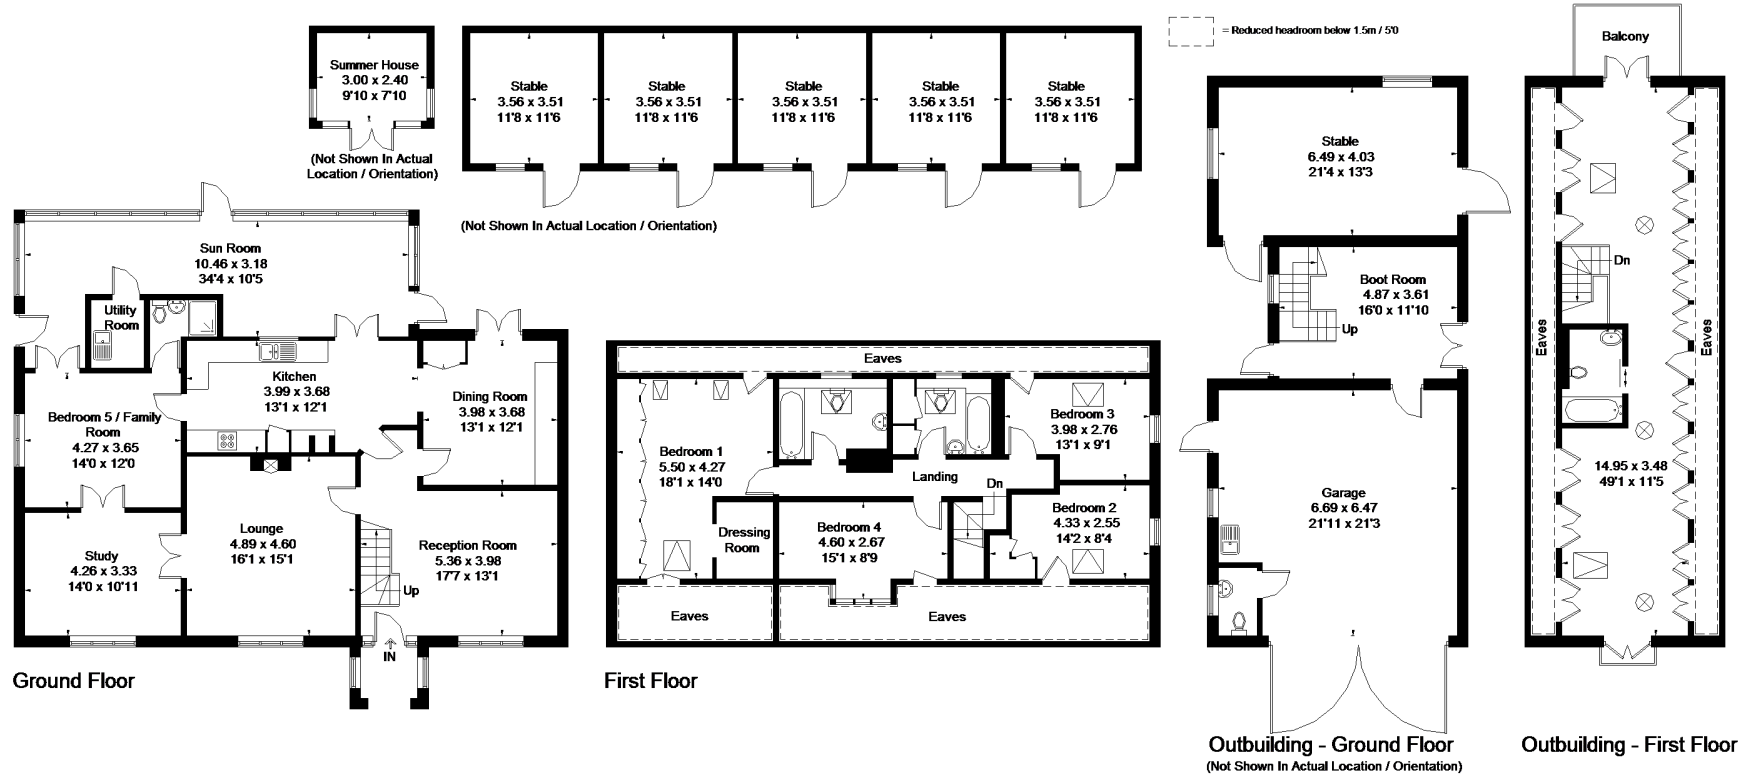 Summer House
3.00 x 2.40
9'10 x 7'10
(Not Shown In Actual
Location / Orientation)
Stable
3.56 x 3.51
11'8 x 11'6
Stable
3.56 x 3.51
11'8 x 11'6
Stable
3.56 x 3.51
11'8 x 11'6
Stable
3.56 x 3.51
11'8 x 11'6
Stable
3.56 x 3.51
11'8 x 11'6
(Not Shown In Actual Location / Orientation)
= Reduced headroom below 1.5m / 5'0
Sun Room
10.46 x 3.18
34'4 x 10'5
Utility
Room
Kitchen
3.99 x 3.68
13'1 x 12'1
Dining Room
3.98 x 3.68
13'1 x 12'1
Bedroom 5 / Family
Room
4.27 x 3.65
14'0 x 12'0
Lounge
4.89 x 4.60
16'1 x 15'1
Study
4.26 x 3.33
14'0 x 10'11
Reception Room
5.36 x 3.98
17'7 x 13'1
Up
IN
Ground Floor
Eaves
Bedroom 1
5.50 x 4.27
18'1 x 14'0
Bedroom 3
3.98 x 2.76
13'1 x 9'1
Landing
Dn
Bedroom 2
4.33 x 2.55
14'2 x 8'4
Dressing
Room
Bedroom 4
4.60 x 2.67
15'1 x 8'9
Eaves
Eaves
First Floor
Stable
6.49 x 4.03
21'4 x 13'3
Boot Room
4.87 x 3.61
16'0 x 11'10
Up
Garage
6.69 x 6.47
21'11 x 21'3
Outbuilding - Ground Floor
(Not Shown In Actual Location / Orientation)
Balcony
Dn
Eaves
Eaves
14.95 x 3.48
49'1 x 11'5
Outbuilding - First Floor